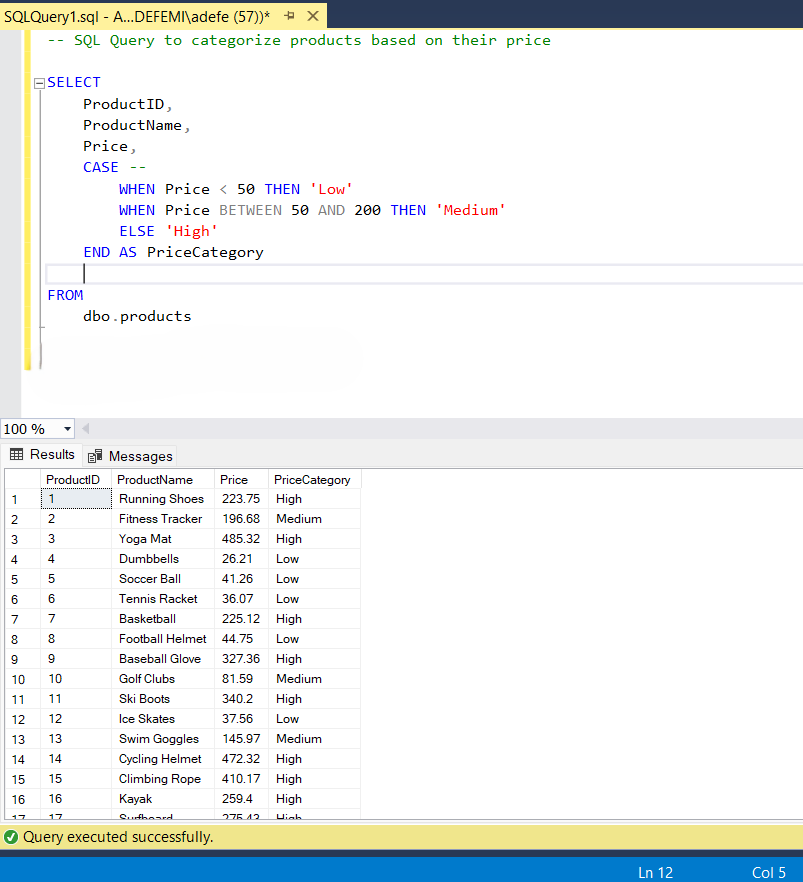 SQLQuery1.sql - A...DEFEMI\adefe (57))*
-- SQL Query to categorize products based on their price
SELECT
ProductID,
ProductName,
Price,
CASE --
WHEN Price < 50 THEN 'Low'
WHEN Price BETWEEN 50 AND 200 THEN 'Medium'
ELSE 'High'
END AS PriceCategory
FROM
dbo.products
100 %
Results Messages
ProductID ProductName Price PriceCategory
1 1 Running Shoes 223.75 High
2 2 Fitness Tracker 196.68 Medium
3 3 Yoga Mat 485.32 High
4 4 Dumbbells 26.21 Low
5 5 Soccer Ball 41.26 Low
6 6 Tennis Racket 36.07 Low
7 7 Basketball 225.12 High
8 8 Football Helmet 44.75 Low
9 9 Baseball Glove 327.36 High
10 10 Golf Clubs 81.59 Medium
11 11 Ski Boots 340.2 High
12 12 Ice Skates 37.56 Low
13 13 Swim Goggles 145.97 Medium
14 14 Cycling Helmet 472.32 High
15 15 Climbing Rope 410.17 High
16 16 Kayak 259.4 High
17 17 Surfboard 275.43 High
Query executed successfully.
Ln 12 Col 5